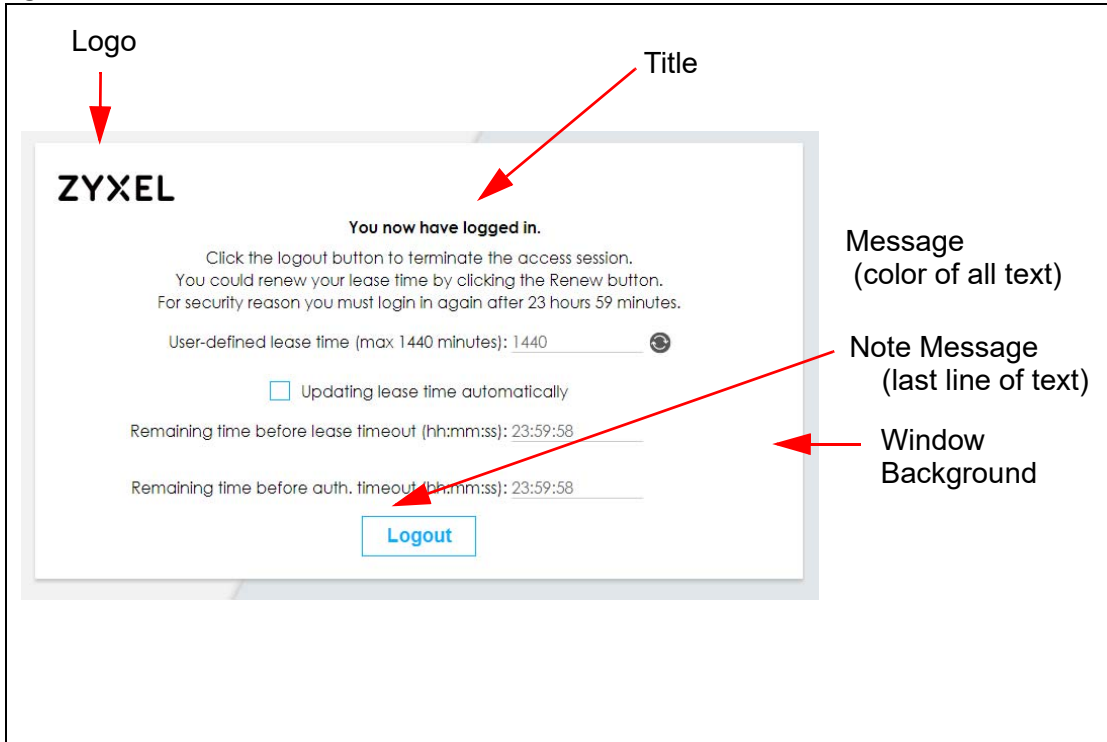 Logo
Title
ZYXEL
You now have logged in.
Click the logout button to terminate the access session.
You could renew your lease time by clicking the Renew button.
For security reason you must login in again after 23 hours 59 minutes.
Message
(color of all text)
User-defined lease time (max 1440 minutes): 1440
Note Message
(last line of text)
Updating lease time automatically
Remaining time before lease timeout (hh:mm:ss): 23:59:58
Window
Background
Remaining time before auth. timeout (hh:mm:ss): 23:59:58
Logout